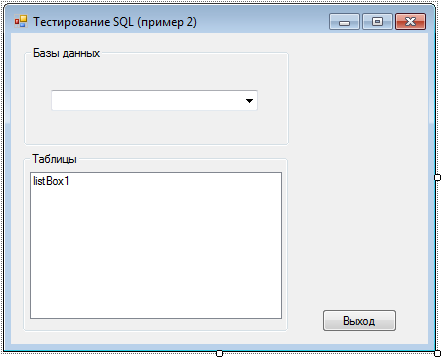 Тестирование SQL (пример 2)
Базы данных
Таблицы
listBox1
Выход